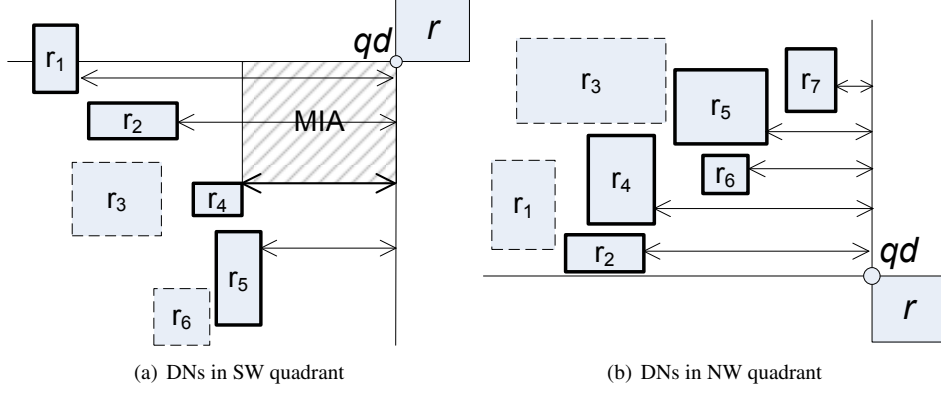 qd r
r1
r2 MIA
r3
r4
r5
r6
(a) DNs in SW quadrant
r3 r7
r5
r6
r4
r1
r2
qd
r
(b) DNs in NW quadrant